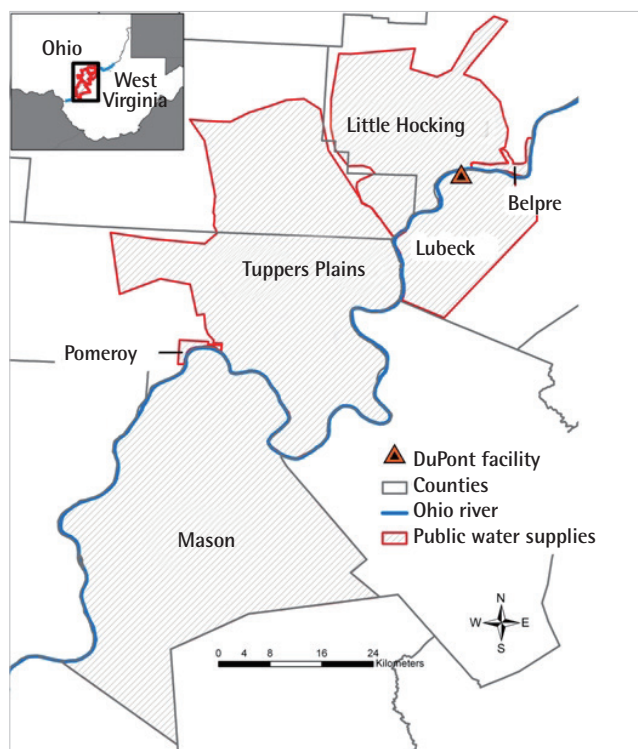 Ohio
West
Virginia
Little Hocking
Belpre
Lubeck
Tuppers Plains
Pomeroy
DuPont facility
Counties
Ohio river
Public water supplies
Mason
N
W E
S
0 4 8 16 24
Kilometers